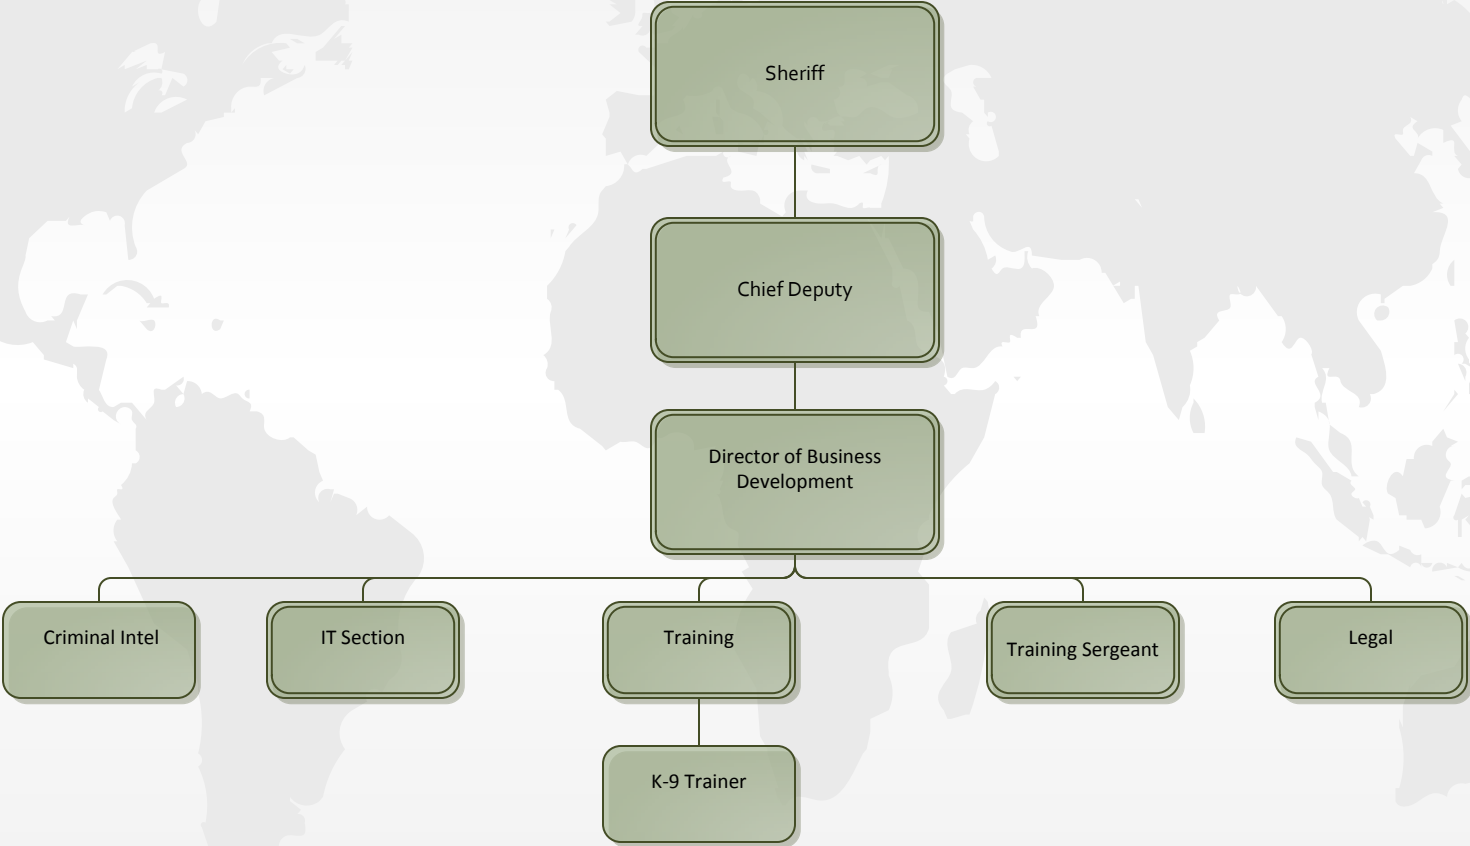 Sheriff
Chief Deputy
Director of Business
Development
Criminal Intel
IT Section
Training
Training Sergeant
Legal
K-9 Trainer